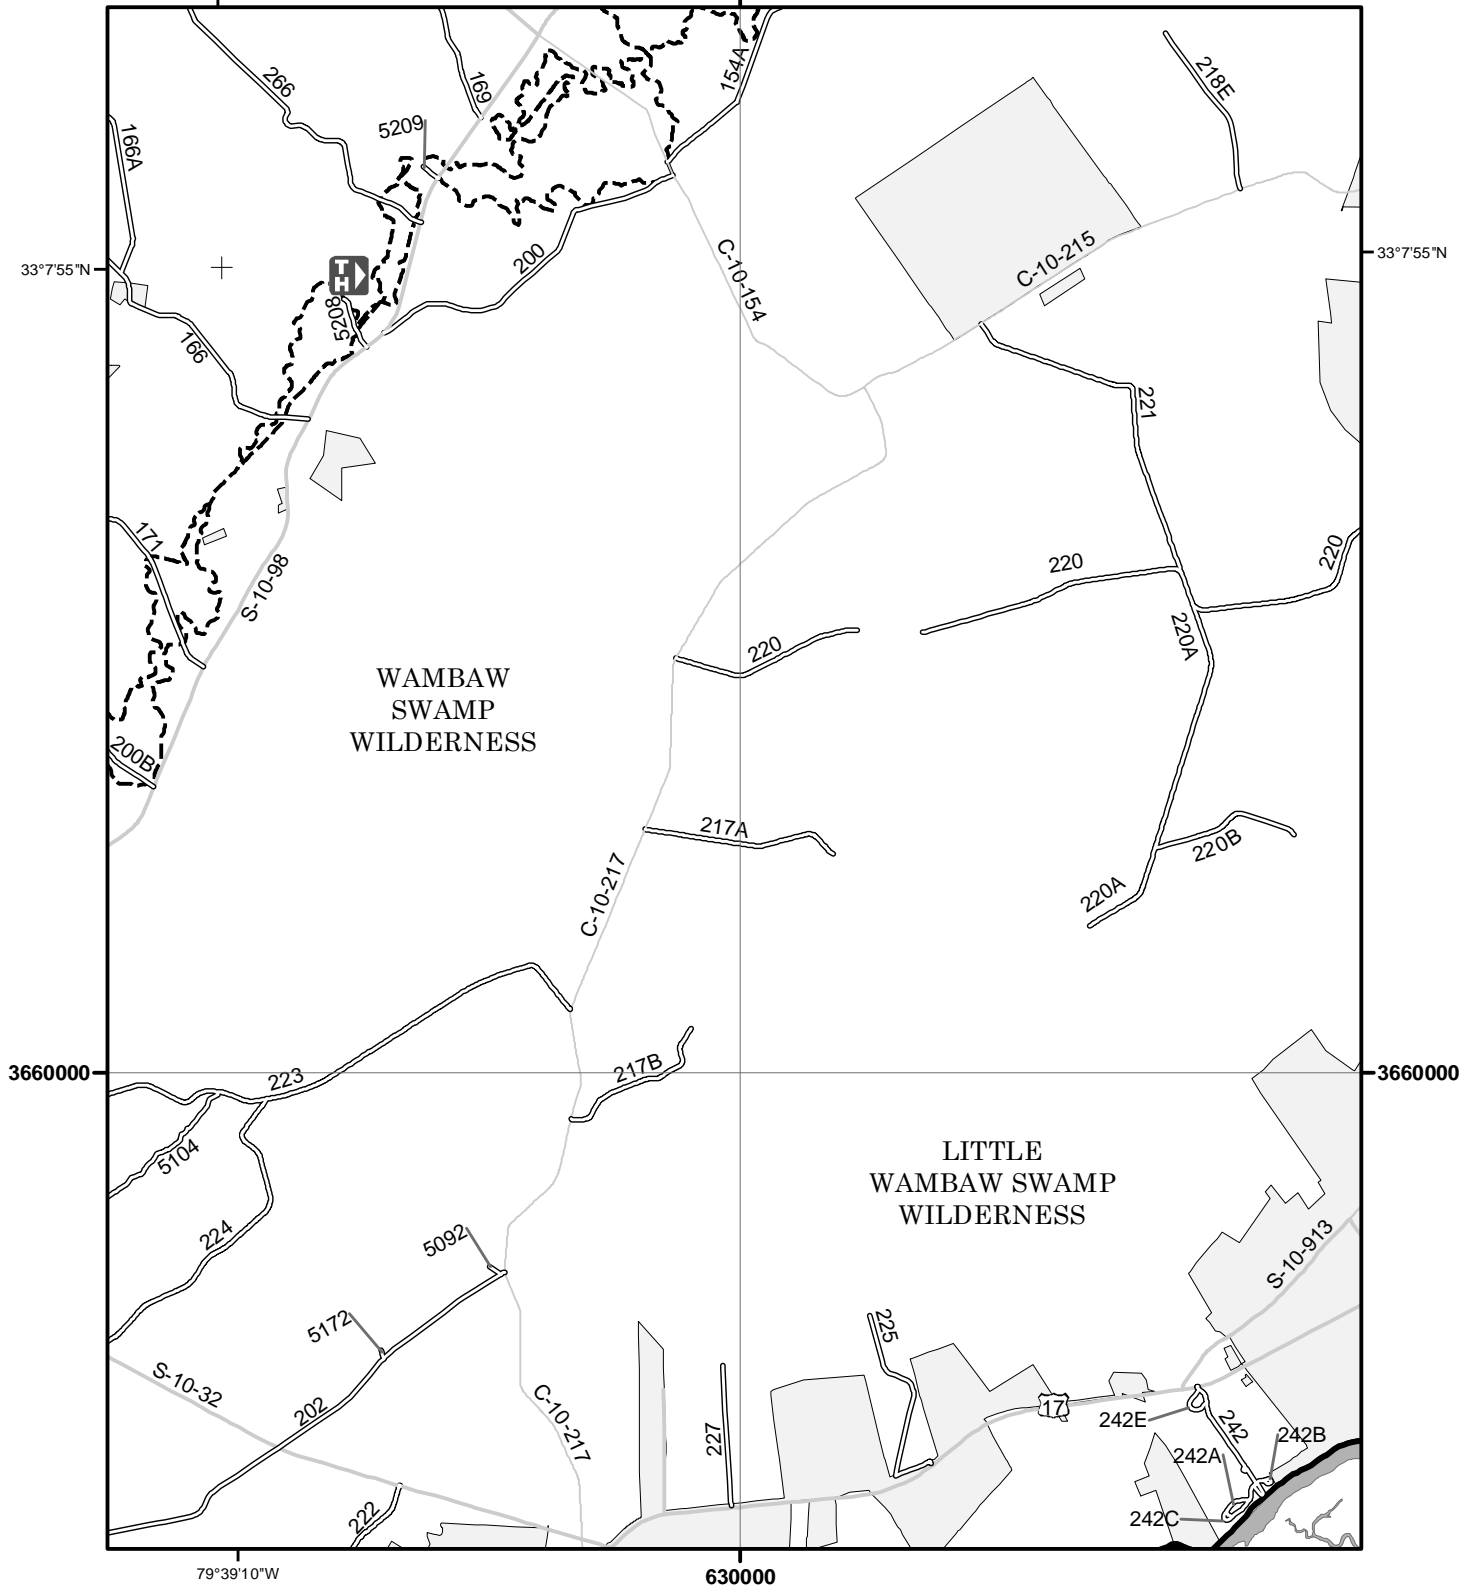 266
169
154A
218E
5209
166A
200
C-10-154
C-10-215
33°7'55"N
33°7'55"N
TH
5208
166
221
171
S-10-98
220
220
220
220A
WAMBAW
SWAMP
WILDERNESS
200B
217A
220B
220A
C-10-217
217B
3660000
3660000
223
5104
LITTLE
WAMBAW SWAMP
WILDERNESS
224
5092
S-10-913
5172
225
S-10-32
202
C-10-217
17
242E
242
227
242B
242A
222
242C
79°39'10"W
630000